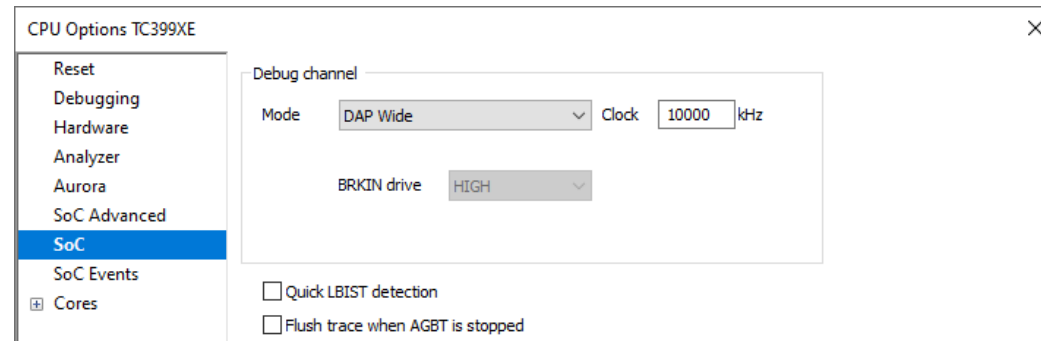 CPU Options TC399XE
Reset
Debugging
Hardware
Analyzer
Aurora
SoC Advanced
SoC
SoC Events
Cores
Debug channel
Mode DAP Wide Clock 10000 kHz
BRKIN drive HIGH
Quick LBIST detection
Flush trace when AGBT is stopped